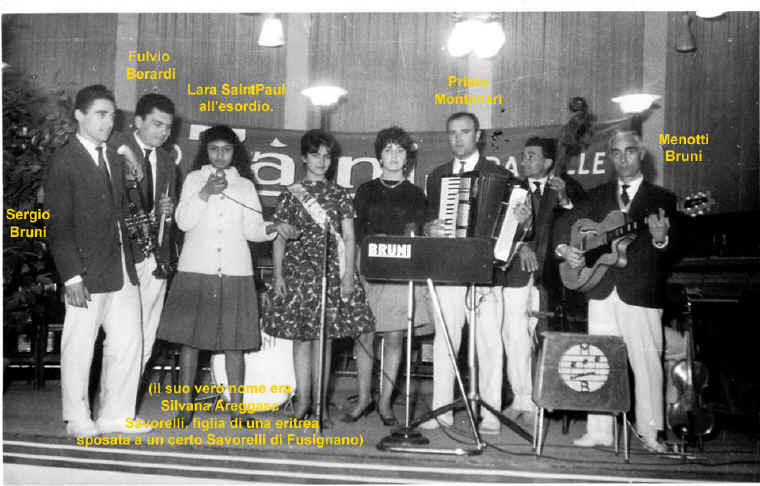 Fulvio
Berardi
Lara SaintPaul
all'esordio.
Primo
Montanari
Menotti
Bruni
Sergio
Bruni
BRUNI
M
B
(il suo vero nome era
Silvana Areggasc
Savorelli, figlia di una eritrea
sposata a un certo Savorelli di Fusignano)